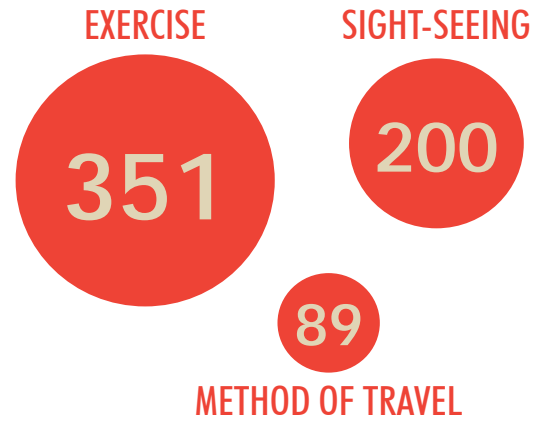 EXERCISE
351
SIGHT-SEEING
200
89
METHOD OF TRAVEL